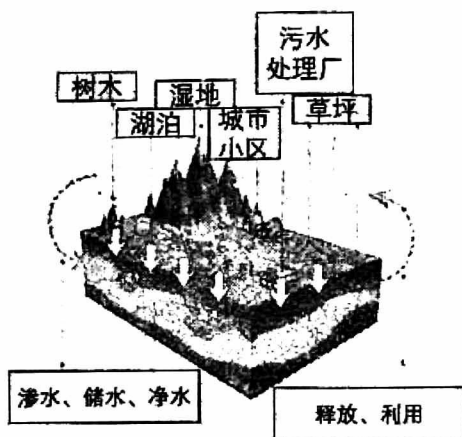 污水
处理厂
树木
湿地
草坪
湖泊
城市
小区
渗水、储水、净水
释放、利用